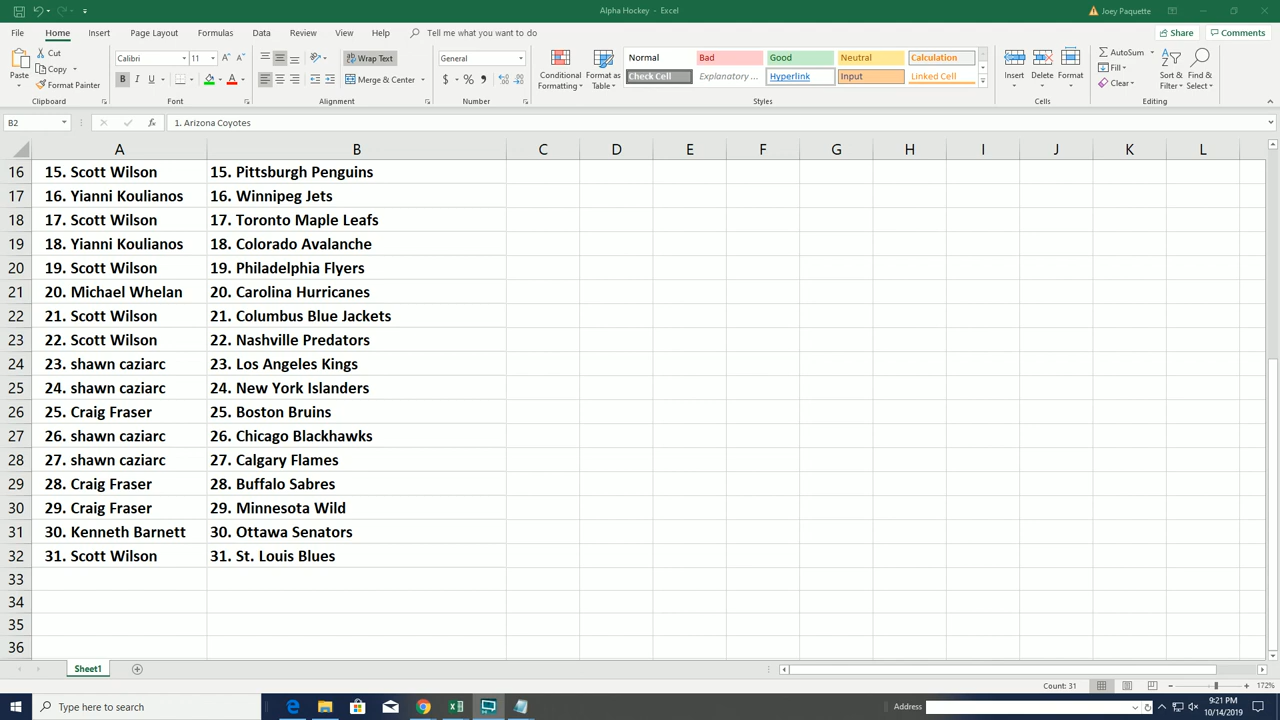 Alpha Hockey - Excel
Joey Paquette
File Home Insert Page Layout Formulas Data Review View Help Tell me what you want to do
Share Comments
Paste
Cut
Copy
Format Painter
Clipboard
Calibri 11
B I U
Font
Wrap Text
Merge & Center
Alignment
General
$ % ,
Number
Conditional Formatting
Format as Table
Normal Bad Good Neutral Calculation
Check Cell Explanatory ... Hyperlink Input Linked Cell
Styles
Insert Delete Format
Cells
AutoSum
Fill
Clear
Sort & Filter
Find & Select
Editing
B2 fx 1. Arizona Coyotes
A B C D E F G H I J K L
16 15. Scott Wilson 15. Pittsburgh Penguins
17 16. Yianni Koulianos 16. Winnipeg Jets
18 17. Scott Wilson 17. Toronto Maple Leafs
19 18. Yianni Koulianos 18. Colorado Avalanche
20 19. Scott Wilson 19. Philadelphia Flyers
21 20. Michael Whelan 20. Carolina Hurricanes
22 21. Scott Wilson 21. Columbus Blue Jackets
23 22. Scott Wilson 22. Nashville Predators
24 23. shawn caziarc 23. Los Angeles Kings
25 24. shawn caziarc 24. New York Islanders
26 25. Craig Fraser 25. Boston Bruins
27 26. shawn caziarc 26. Chicago Blackhawks
28 27. shawn caziarc 27. Calgary Flames
29 28. Craig Fraser 28. Buffalo Sabres
30 29. Craig Fraser 29. Minnesota Wild
31 30. Kenneth Barnett 30. Ottawa Senators
32 31. Scott Wilson 31. St. Louis Blues
33
34
35
36
Sheet1
Count: 31 172%
Type here to search
Address
9:21 PM
10/14/2019